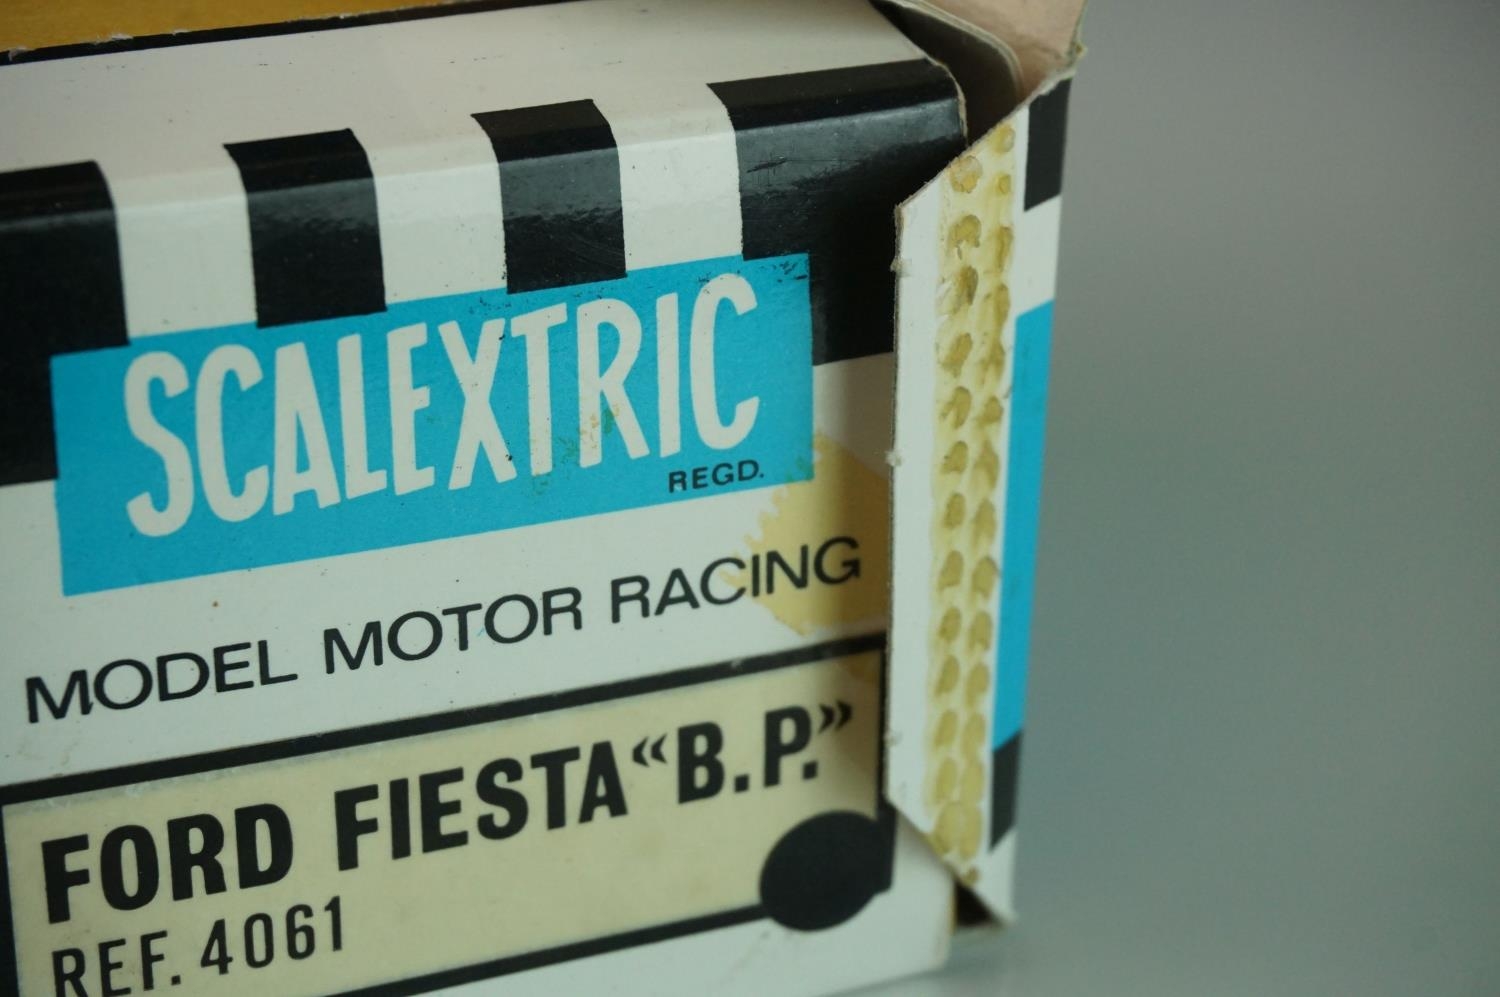 SCALEXTRIC
REGD.
MODEL MOTOR RACING
FORD FIESTA «B.P.»
REF. 4061